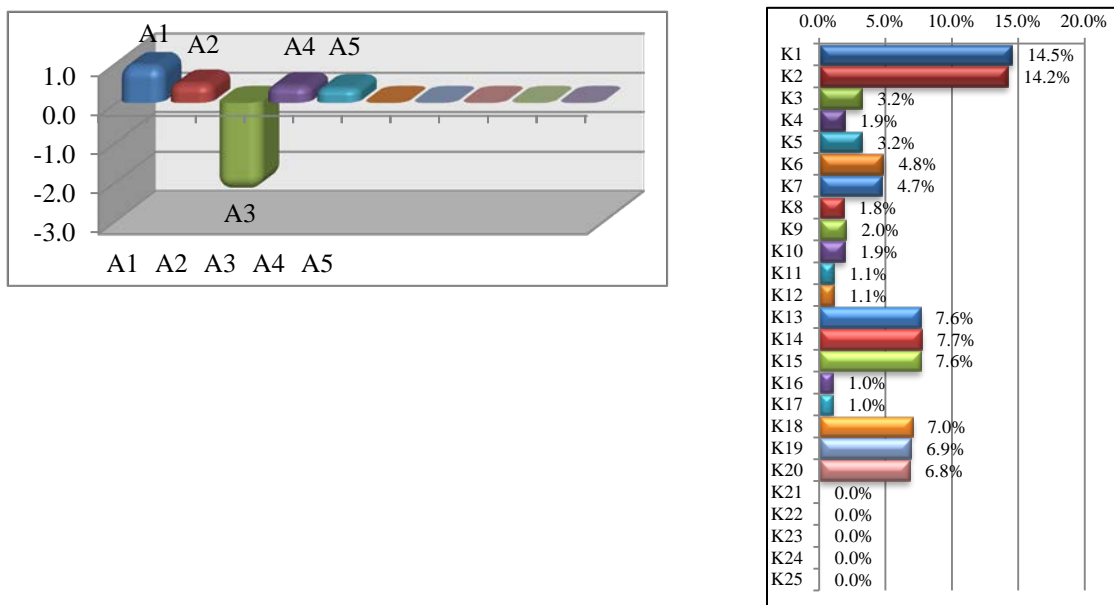 A1
A2
A4 A5
1.0
0.0
-1.0
-2.0
-3.0
A3
A1 A2 A3 A4 A5
0.0% 5.0% 10.0% 15.0% 20.0%
K1 14.5%
K2 14.2%
K3 3.2%
K4 1.9%
K5 3.2%
K6 4.8%
K7 4.7%
K8 1.8%
K9 2.0%
K10 1.9%
K11 1.1%
K12 1.1%
K13 7.6%
K14 7.7%
K15 7.6%
K16 1.0%
K17 1.0%
K18 7.0%
K19 6.9%
K20 6.8%
K21 0.0%
K22 0.0%
K23 0.0%
K24 0.0%
K25 0.0%